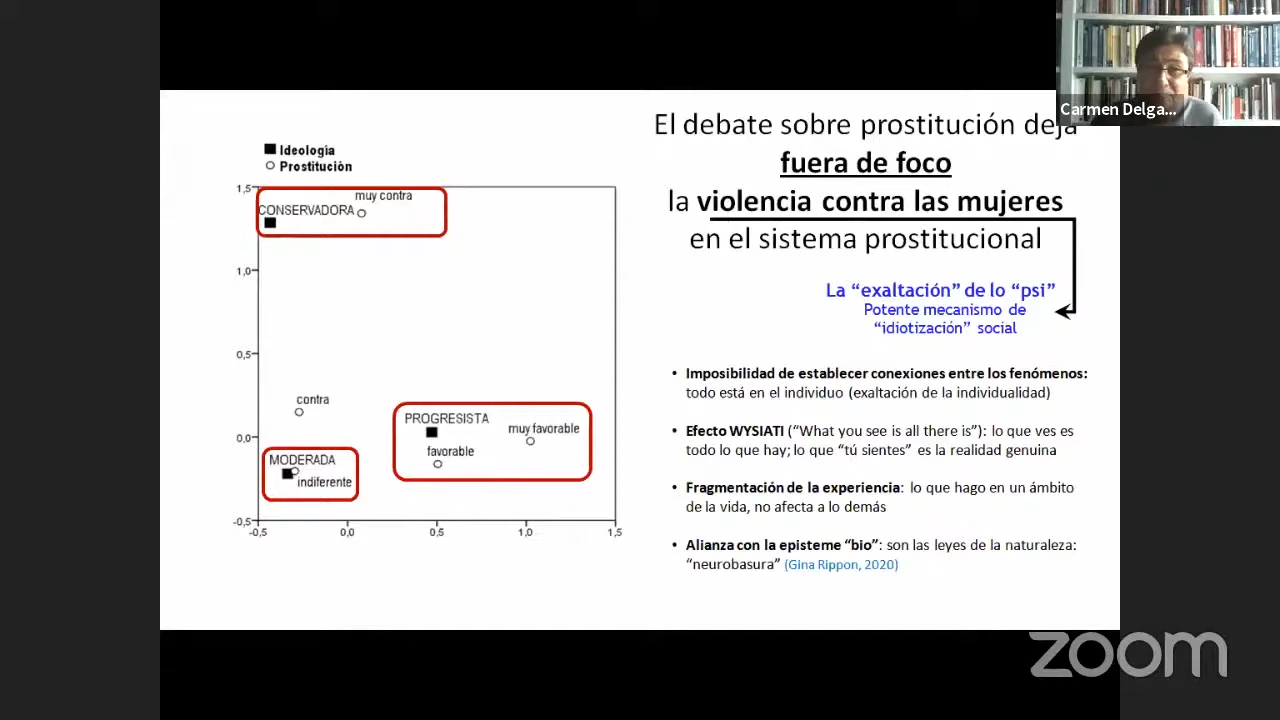 Carmen Delga...
El debate sobre prostitución deja
fuera de foco
la violencia contra las mujeres
en el sistema prostitucional
La “exaltación” de lo “psi”
Potente mecanismo de
“idiotización” social
• Imposibilidad de establecer conexiones entre los fenómenos:
todo está en el individuo (exaltación de la individualidad)
• Efecto WYSIATI (“What you see is all there is”): lo que ves es
todo lo que hay; lo que “tú sientes” es la realidad genuina
• Fragmentación de la experiencia: lo que hago en un ámbito
de la vida, no afecta a lo demás
• Alianza con la episteme “bio”: son las leyes de la naturaleza:
“neurobasura” (Gina Rippon, 2020)
Ideología
Prostitución
1,5
muy contra
CONSERVADORA
1,0
0,5
contra
PROGRESISTA
muy favorable
0,0
favorable
MODERADA
indiferente
-0,5
-0,5 0,0 0,5 1,0 1,5
zoom